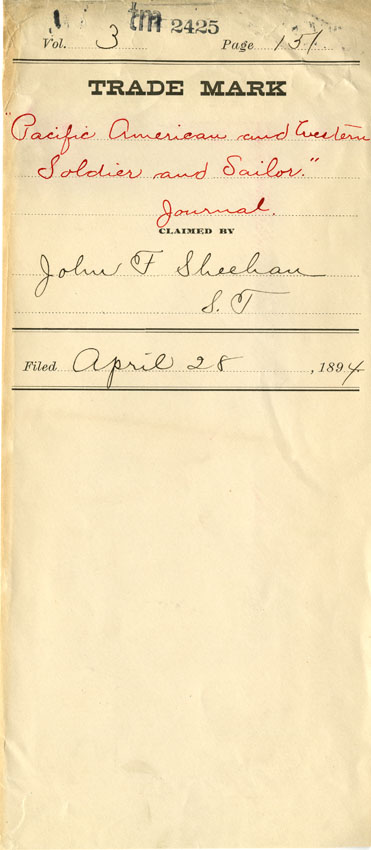 tm 2425
Vol. 3 Page 151.
TRADE MARK
"Pacific American and Western
Soldier and Sailor."
Journal.
CLAIMED BY
John F Sheehan
S. F
Filed April 28, 1894.